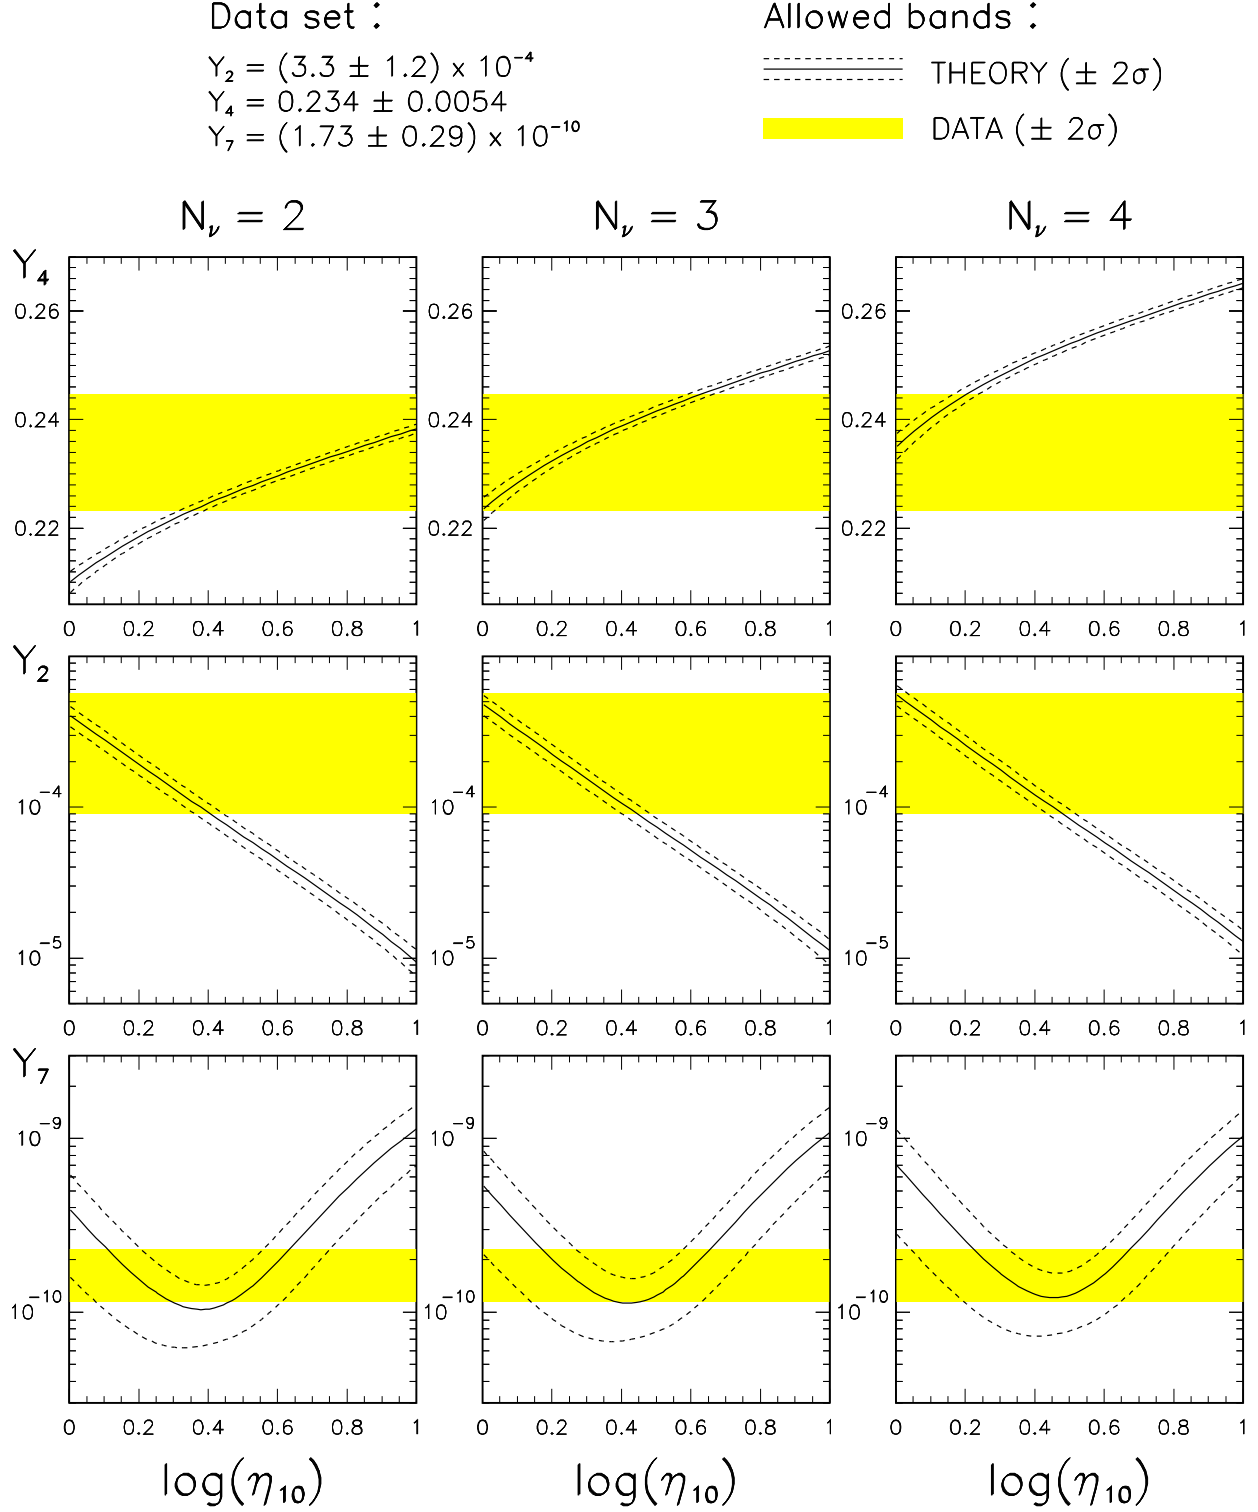 Data set :
Y₂ = (3.3 ± 1.2) x 10⁻⁴
Y₄ = 0.234 ± 0.0054
Y₇ = (1.73 ± 0.29) x 10⁻¹⁰
Allowed bands :
THEORY (± 2σ)
DATA (± 2σ)
N_ν = 2
N_ν = 3
N_ν = 4
Y₄
0.26
0.24
0.22
0 0.2 0.4 0.6 0.8 1
0.26
0.24
0.22
0 0.2 0.4 0.6 0.8 1
0.26
0.24
0.22
0 0.2 0.4 0.6 0.8 1
Y₂
10⁻⁴
10⁻⁵
0 0.2 0.4 0.6 0.8 1
10⁻⁴
10⁻⁵
0 0.2 0.4 0.6 0.8 1
10⁻⁴
10⁻⁵
0 0.2 0.4 0.6 0.8 1
Y₇
10⁻⁹
10⁻¹⁰
0 0.2 0.4 0.6 0.8 1
10⁻⁹
10⁻¹⁰
0 0.2 0.4 0.6 0.8 1
10⁻⁹
10⁻¹⁰
0 0.2 0.4 0.6 0.8 1
log(η₁₀)
log(η₁₀)
log(η₁₀)